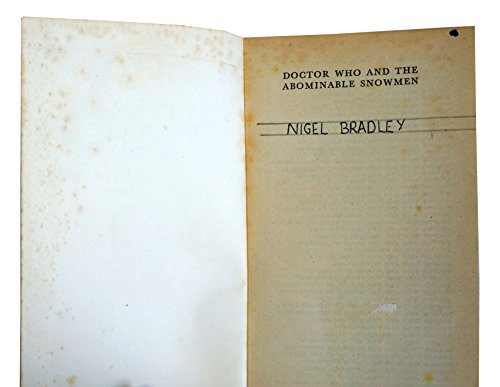 DOCTOR WHO AND THE
ABOMINABLE SNOWMEN
NIGEL BRADLEY